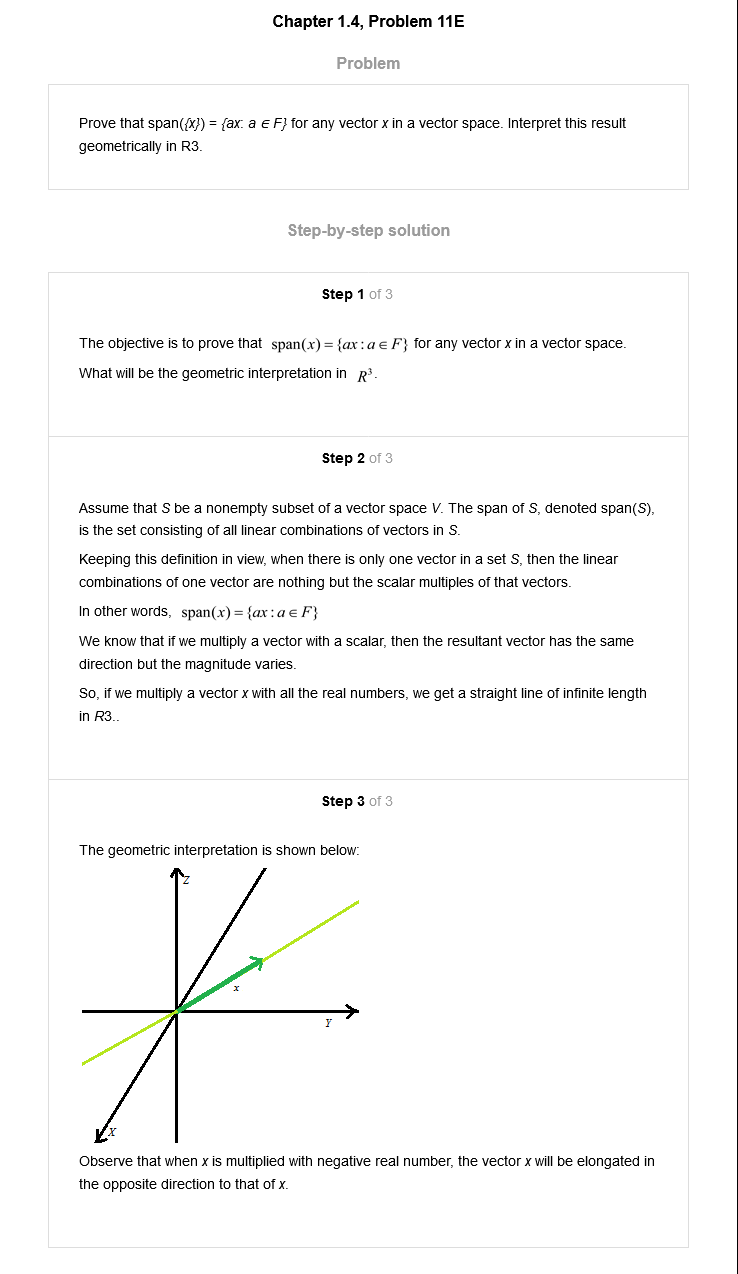 Chapter 1.4, Problem 11E
Problem
Prove that span({x}) = {ax: a ∈ F} for any vector x in a vector space. Interpret this result
geometrically in R3.
Step-by-step solution
Step 1 of 3
The objective is to prove that span(x) = {ax : a ∈ F} for any vector x in a vector space.
What will be the geometric interpretation in R³.
Step 2 of 3
Assume that S be a nonempty subset of a vector space V. The span of S, denoted span(S),
is the set consisting of all linear combinations of vectors in S.
Keeping this definition in view, when there is only one vector in a set S, then the linear
combinations of one vector are nothing but the scalar multiples of that vectors.
In other words, span(x) = {ax : a ∈ F}
We know that if we multiply a vector with a scalar, then the resultant vector has the same
direction but the magnitude varies.
So, if we multiply a vector x with all the real numbers, we get a straight line of infinite length
in R3..
Step 3 of 3
The geometric interpretation is shown below:
Z
x
Y
X
Observe that when x is multiplied with negative real number, the vector x will be elongated in
the opposite direction to that of x.